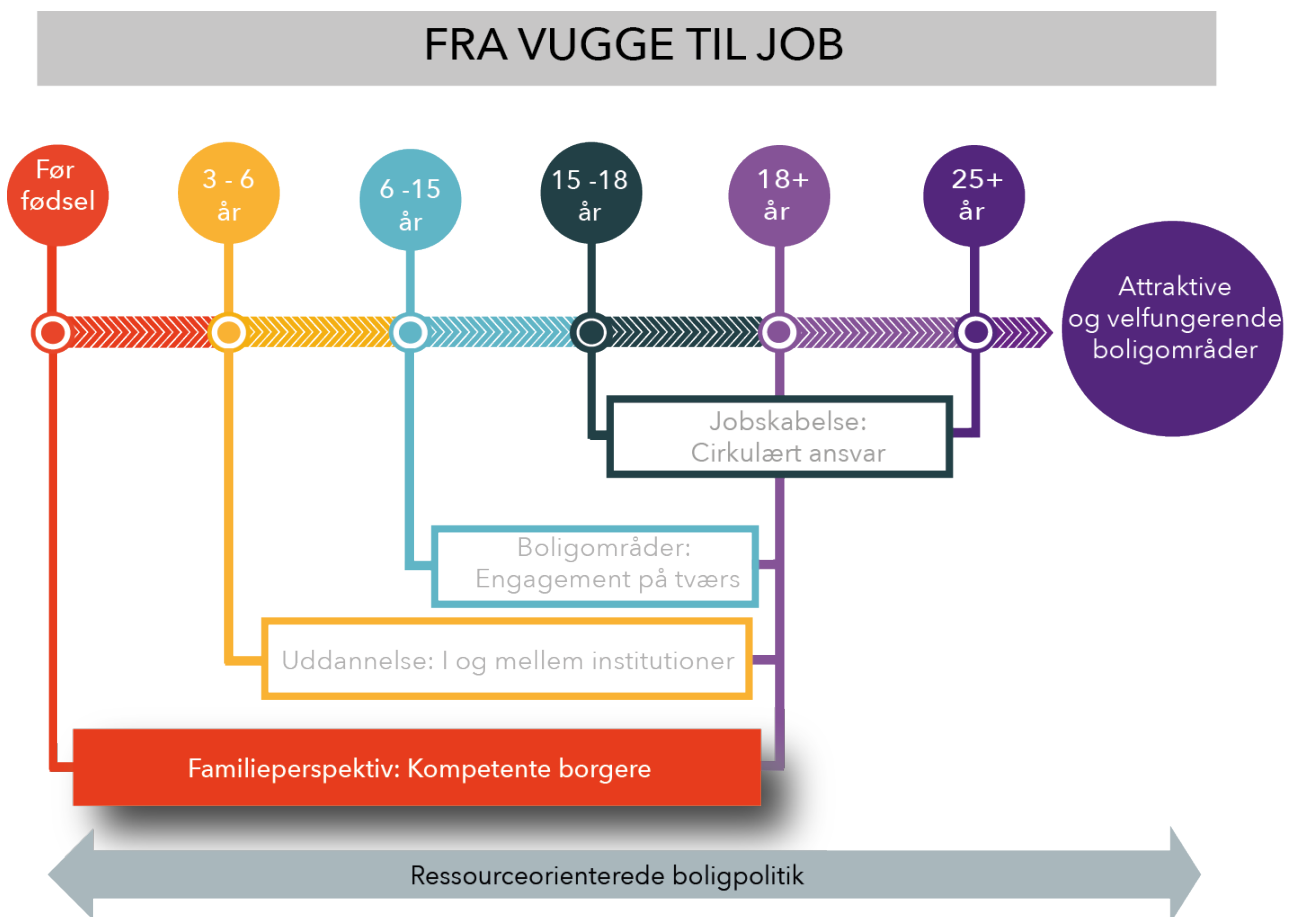 FRA VUGGE TIL JOB
Før
fødsel
3 - 6
år
6 -15
år
15 -18
år
18+
år
25+
år
Attraktive
og velfungerende
boligområder
Jobskabelse:
Cirkulært ansvar
Boligområder:
Engagement på tværs
Uddannelse: I og mellem institutioner
Familieperspektiv: Kompetente borgere
Ressourceorienterede boligpolitik